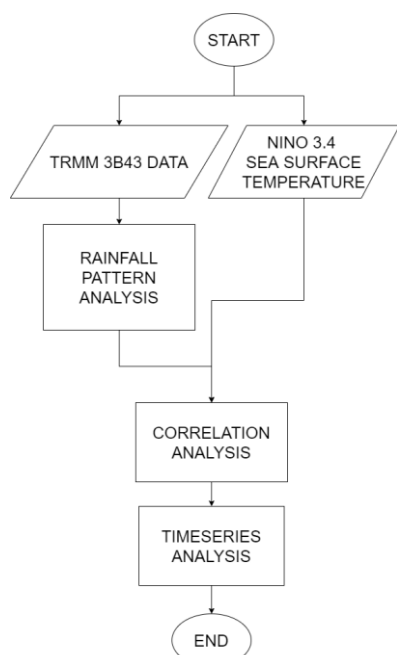 START
TRMM 3B43 DATA
NINO 3.4
SEA SURFACE
TEMPERATURE
RAINFALL
PATTERN
ANALYSIS
CORRELATION
ANALYSIS
TIMESERIES
ANALYSIS
END